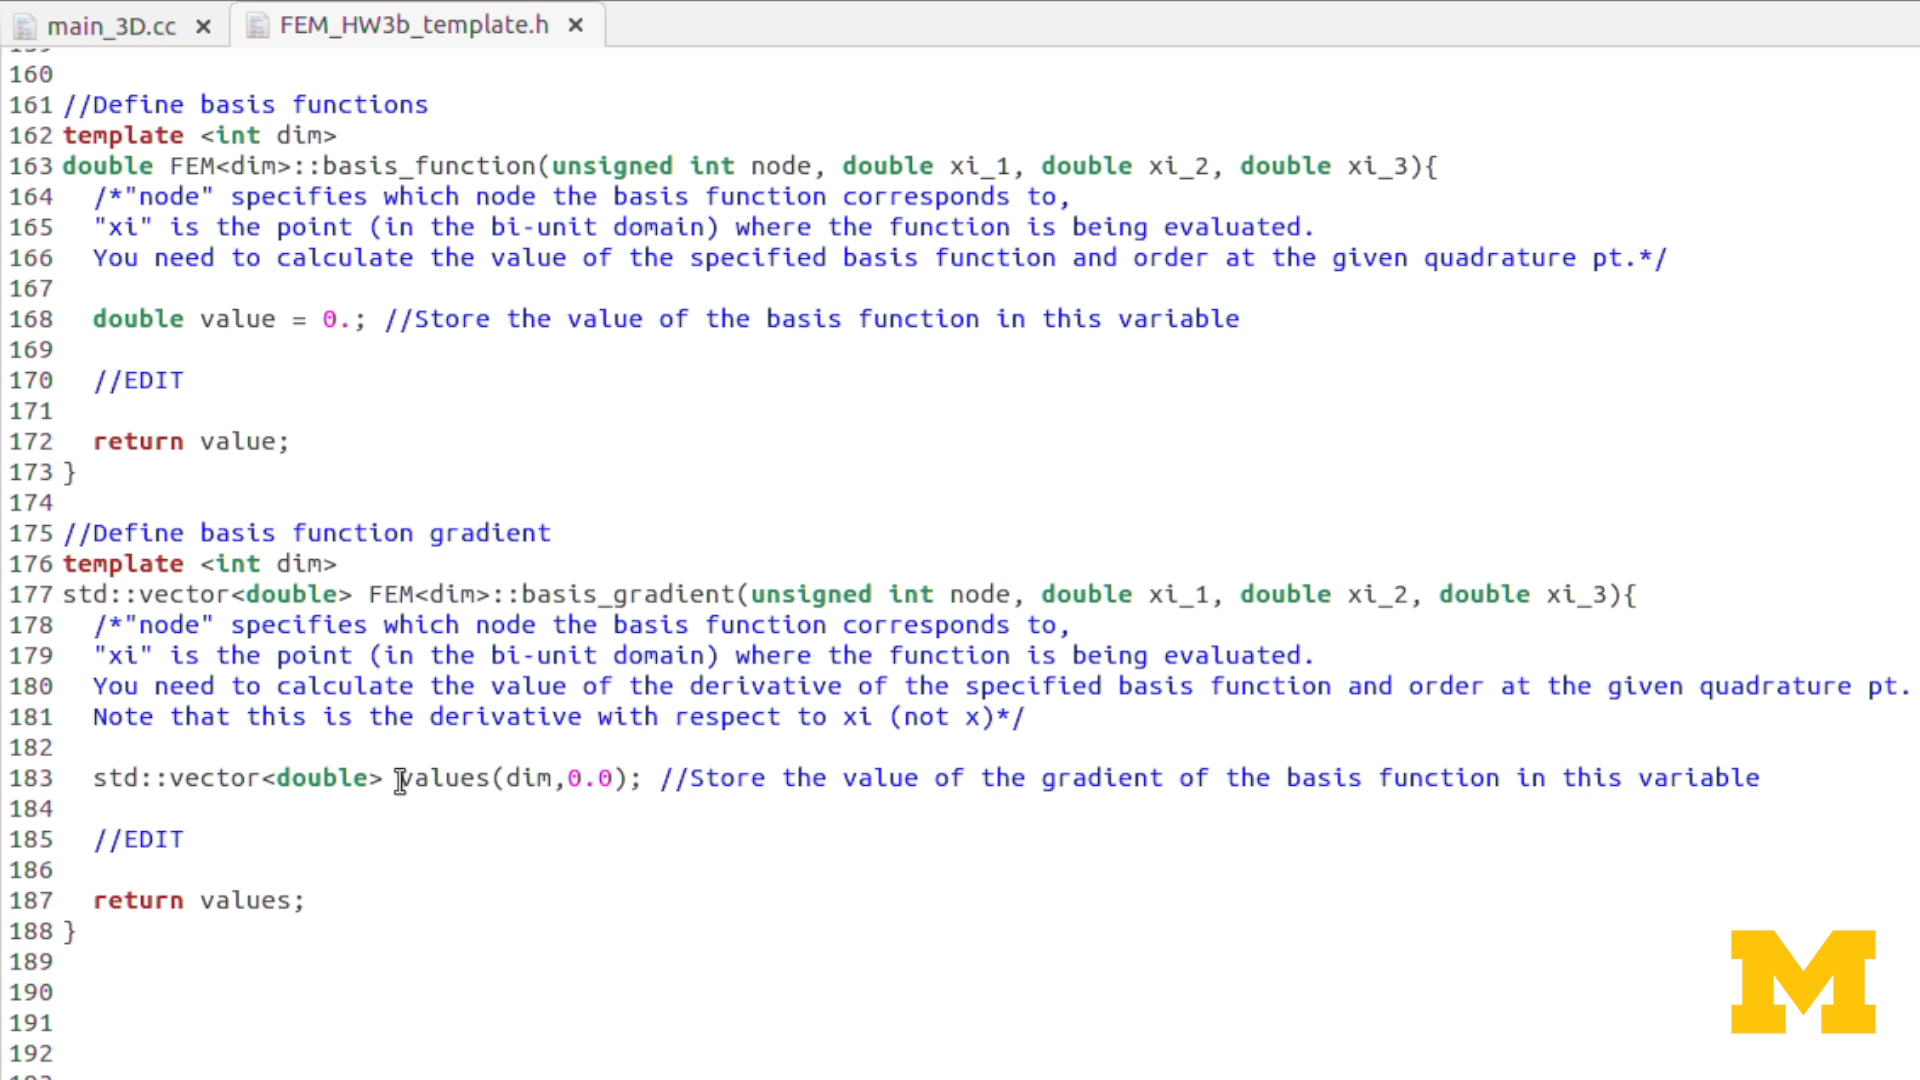 main_3D.cc × FEM_HW3b_template.h ×
160
161 //Define basis functions
162 template <int dim>
163 double FEM<dim>::basis_function(unsigned int node, double xi_1, double xi_2, double xi_3){
164   /*"node" specifies which node the basis function corresponds to,
165   "xi" is the point (in the bi-unit domain) where the function is being evaluated.
166   You need to calculate the value of the specified basis function and order at the given quadrature pt.*/
167
168   double value = 0.; //Store the value of the basis function in this variable
169
170   //EDIT
171
172   return value;
173 }
174
175 //Define basis function gradient
176 template <int dim>
177 std::vector<double> FEM<dim>::basis_gradient(unsigned int node, double xi_1, double xi_2, double xi_3){
178   /*"node" specifies which node the basis function corresponds to,
179   "xi" is the point (in the bi-unit domain) where the function is being evaluated.
180   You need to calculate the value of the derivative of the specified basis function and order at the given quadrature pt.
181   Note that this is the derivative with respect to xi (not x)*/
182
183   std::vector<double> values(dim,0.0); //Store the value of the gradient of the basis function in this variable
184
185   //EDIT
186
187   return values;
188 }
189
190
191
192
M